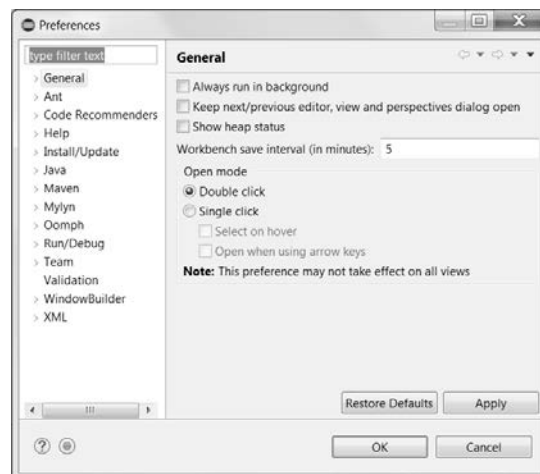 Preferences
type filter text
General
Ant
Code Recommenders
Help
Install/Update
Java
Maven
Mylyn
Oomph
Run/Debug
Team
Validation
WindowBuilder
XML
General
Always run in background
Keep next/previous editor, view and perspectives dialog open
Show heap status
Workbench save interval (in minutes): 5
Open mode
Double click
Single click
Select on hover
Open when using arrow keys
Note: This preference may not take effect on all views
Restore Defaults Apply
OK Cancel